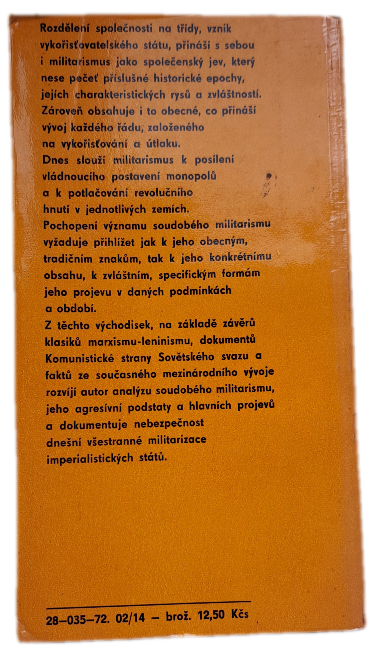 Rozdělení společnosti na třídy, vznik
vykořisťovatelského státu, přináší s sebou
i militarismus jako společenský jev, který
nese pečeť příslušné historické epochy,
jejích charakteristických rysů a zvláštností.
Zároveň obsahuje i to obecné, co přináší
vývoj každého řádu, založeného
na vykořisťování a útlaku.
Dnes slouží militarismus k posílení
vládnoucího postavení monopolů
a k potlačování revolučního
hnutí v jednotlivých zemích.
Pochopení významu soudobého militarismu
vyžaduje přihlížet jak k jeho obecným,
tradičním znakům, tak k jeho konkrétnímu
obsahu, k zvláštním, specifickým formám
jeho projevu v daných podmínkách
a období.
Z těchto východisek, na základě závěrů
klasiků marxismu-leninismu, dokumentů
Komunistické strany Sovětského svazu a
faktů ze současného mezinárodního vývoje
rozvíjí autor analýzu soudobého militarismu,
jeho agresívní podstaty a hlavních projevů
a dokumentuje nebezpečnost
dnešní všestranné militarizace
imperialistických států.
28—035—72. 02/14 — brož. 12,50 Kčs